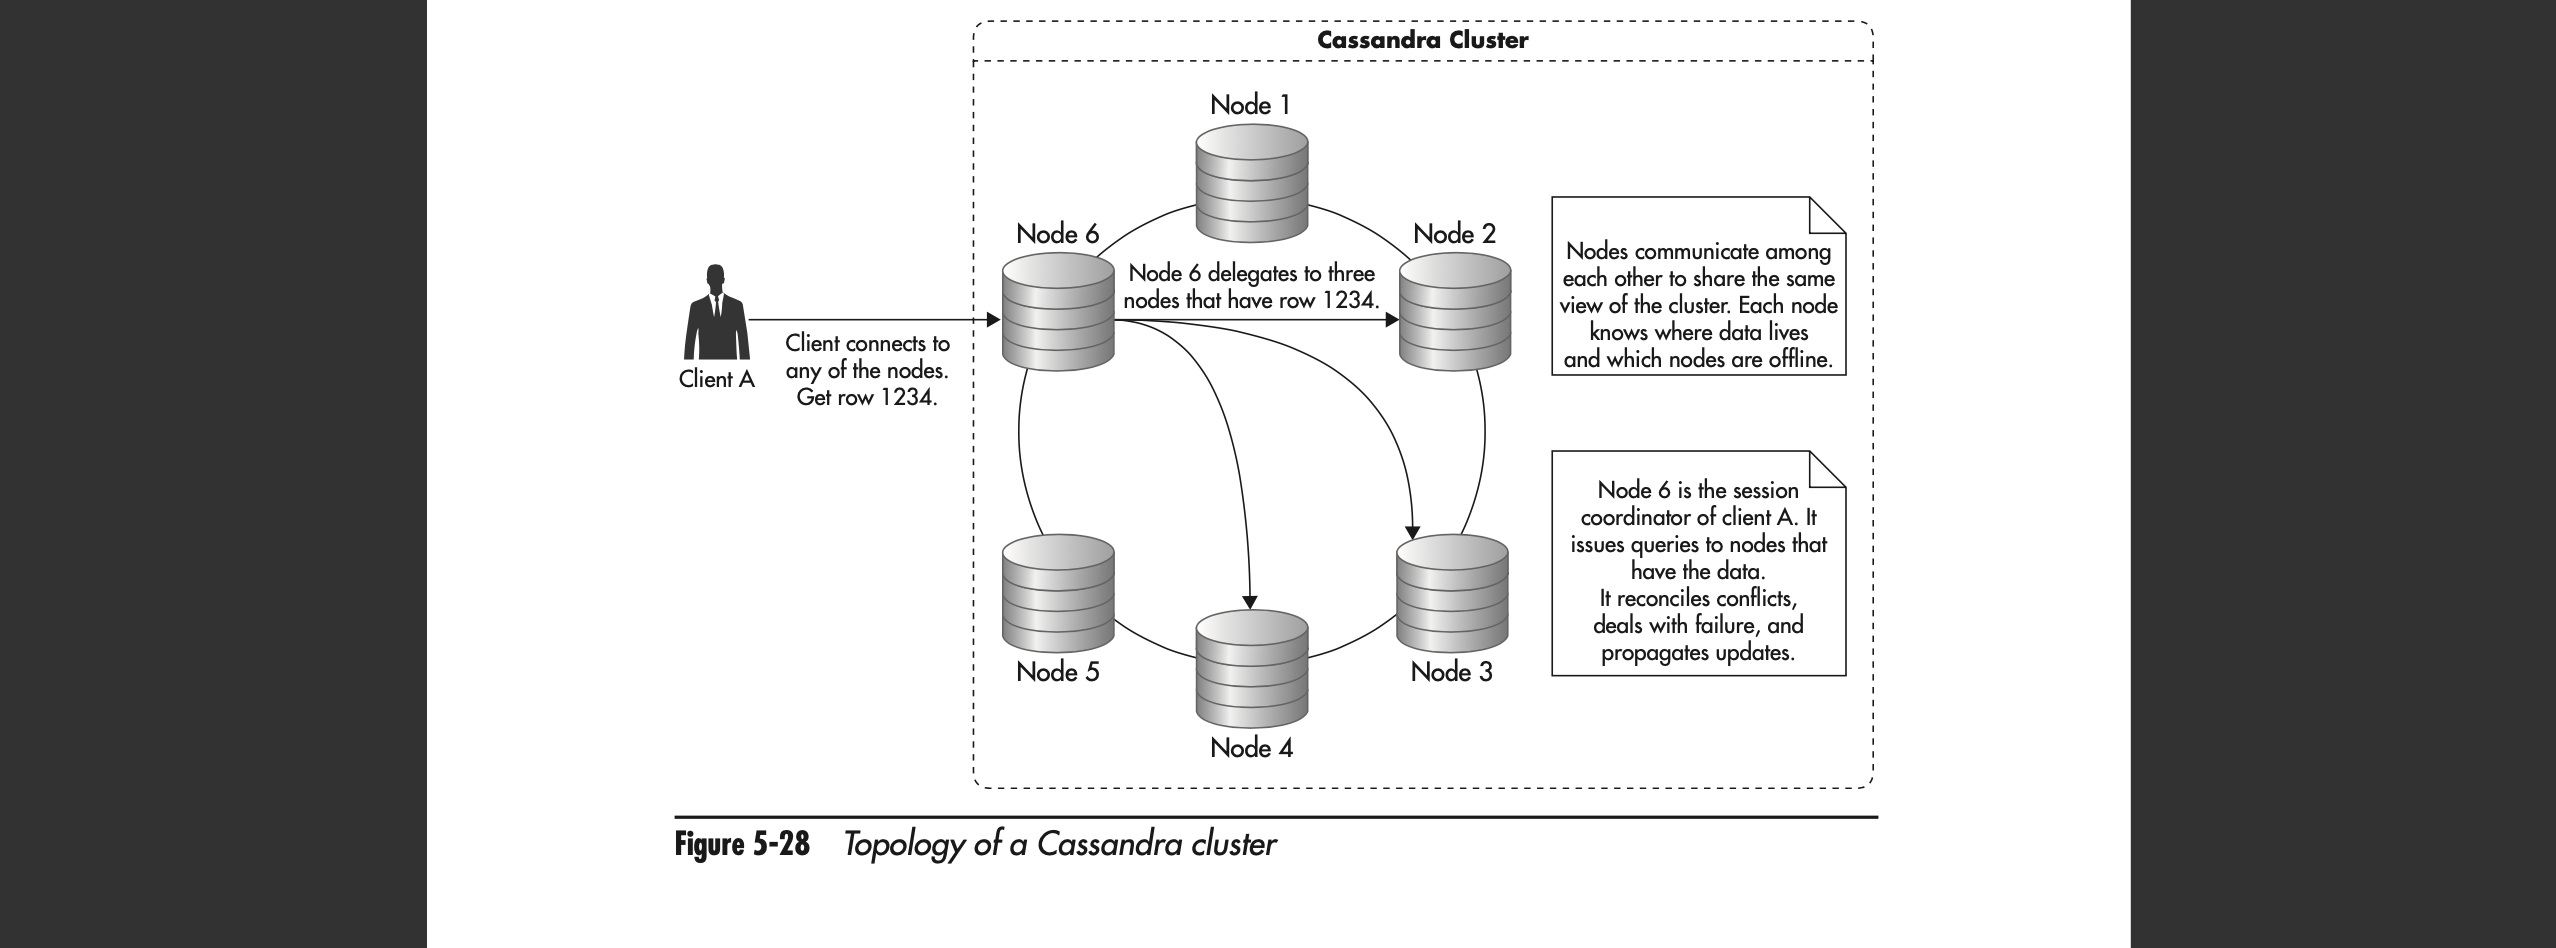 Cassandra Cluster
Node 1
Node 6
Node 2
Node 6 delegates to three
nodes that have row 1234.
Client A
Client connects to
any of the nodes.
Get row 1234.
Nodes communicate among
each other to share the same
view of the cluster. Each node
knows where data lives
and which nodes are offline.
Node 6 is the session
coordinator of client A. It
issues queries to nodes that
have the data.
It reconciles conflicts,
deals with failure, and
propagates updates.
Node 5
Node 3
Node 4
Figure 5-28 Topology of a Cassandra cluster